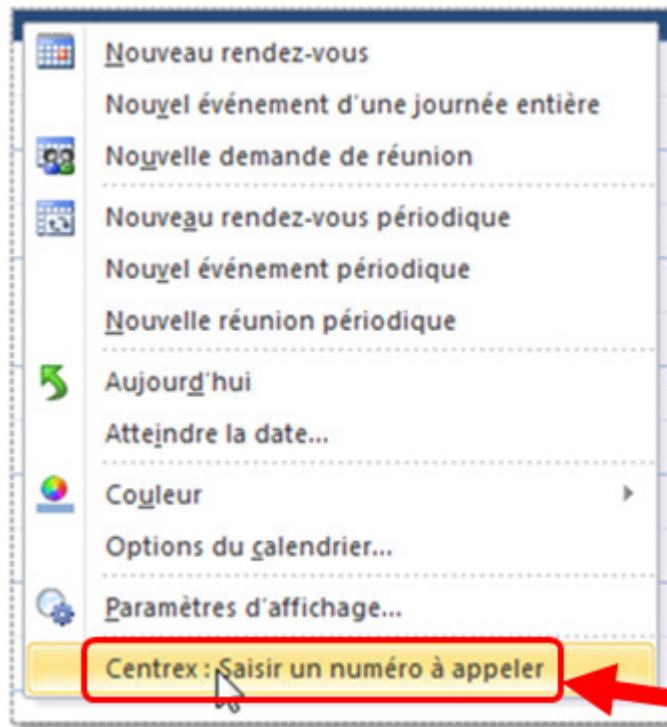 Nouveau rendez-vous
Nouvel événement d'une journée entière
Nouvelle demande de réunion
Nouveau rendez-vous périodique
Nouvel événement périodique
Nouvelle réunion périodique
Aujourd'hui
Atteindre la date...
Couleur
Options du calendrier...
Paramètres d'affichage...
Centrex : Saisir un numéro à appeler